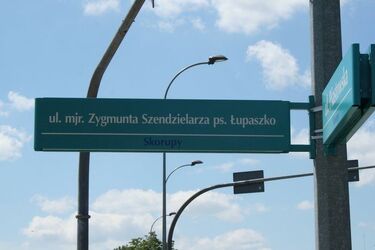 ul. mjr. Zygmunta Szendzielarza ps. Łupaszko
Skorupy